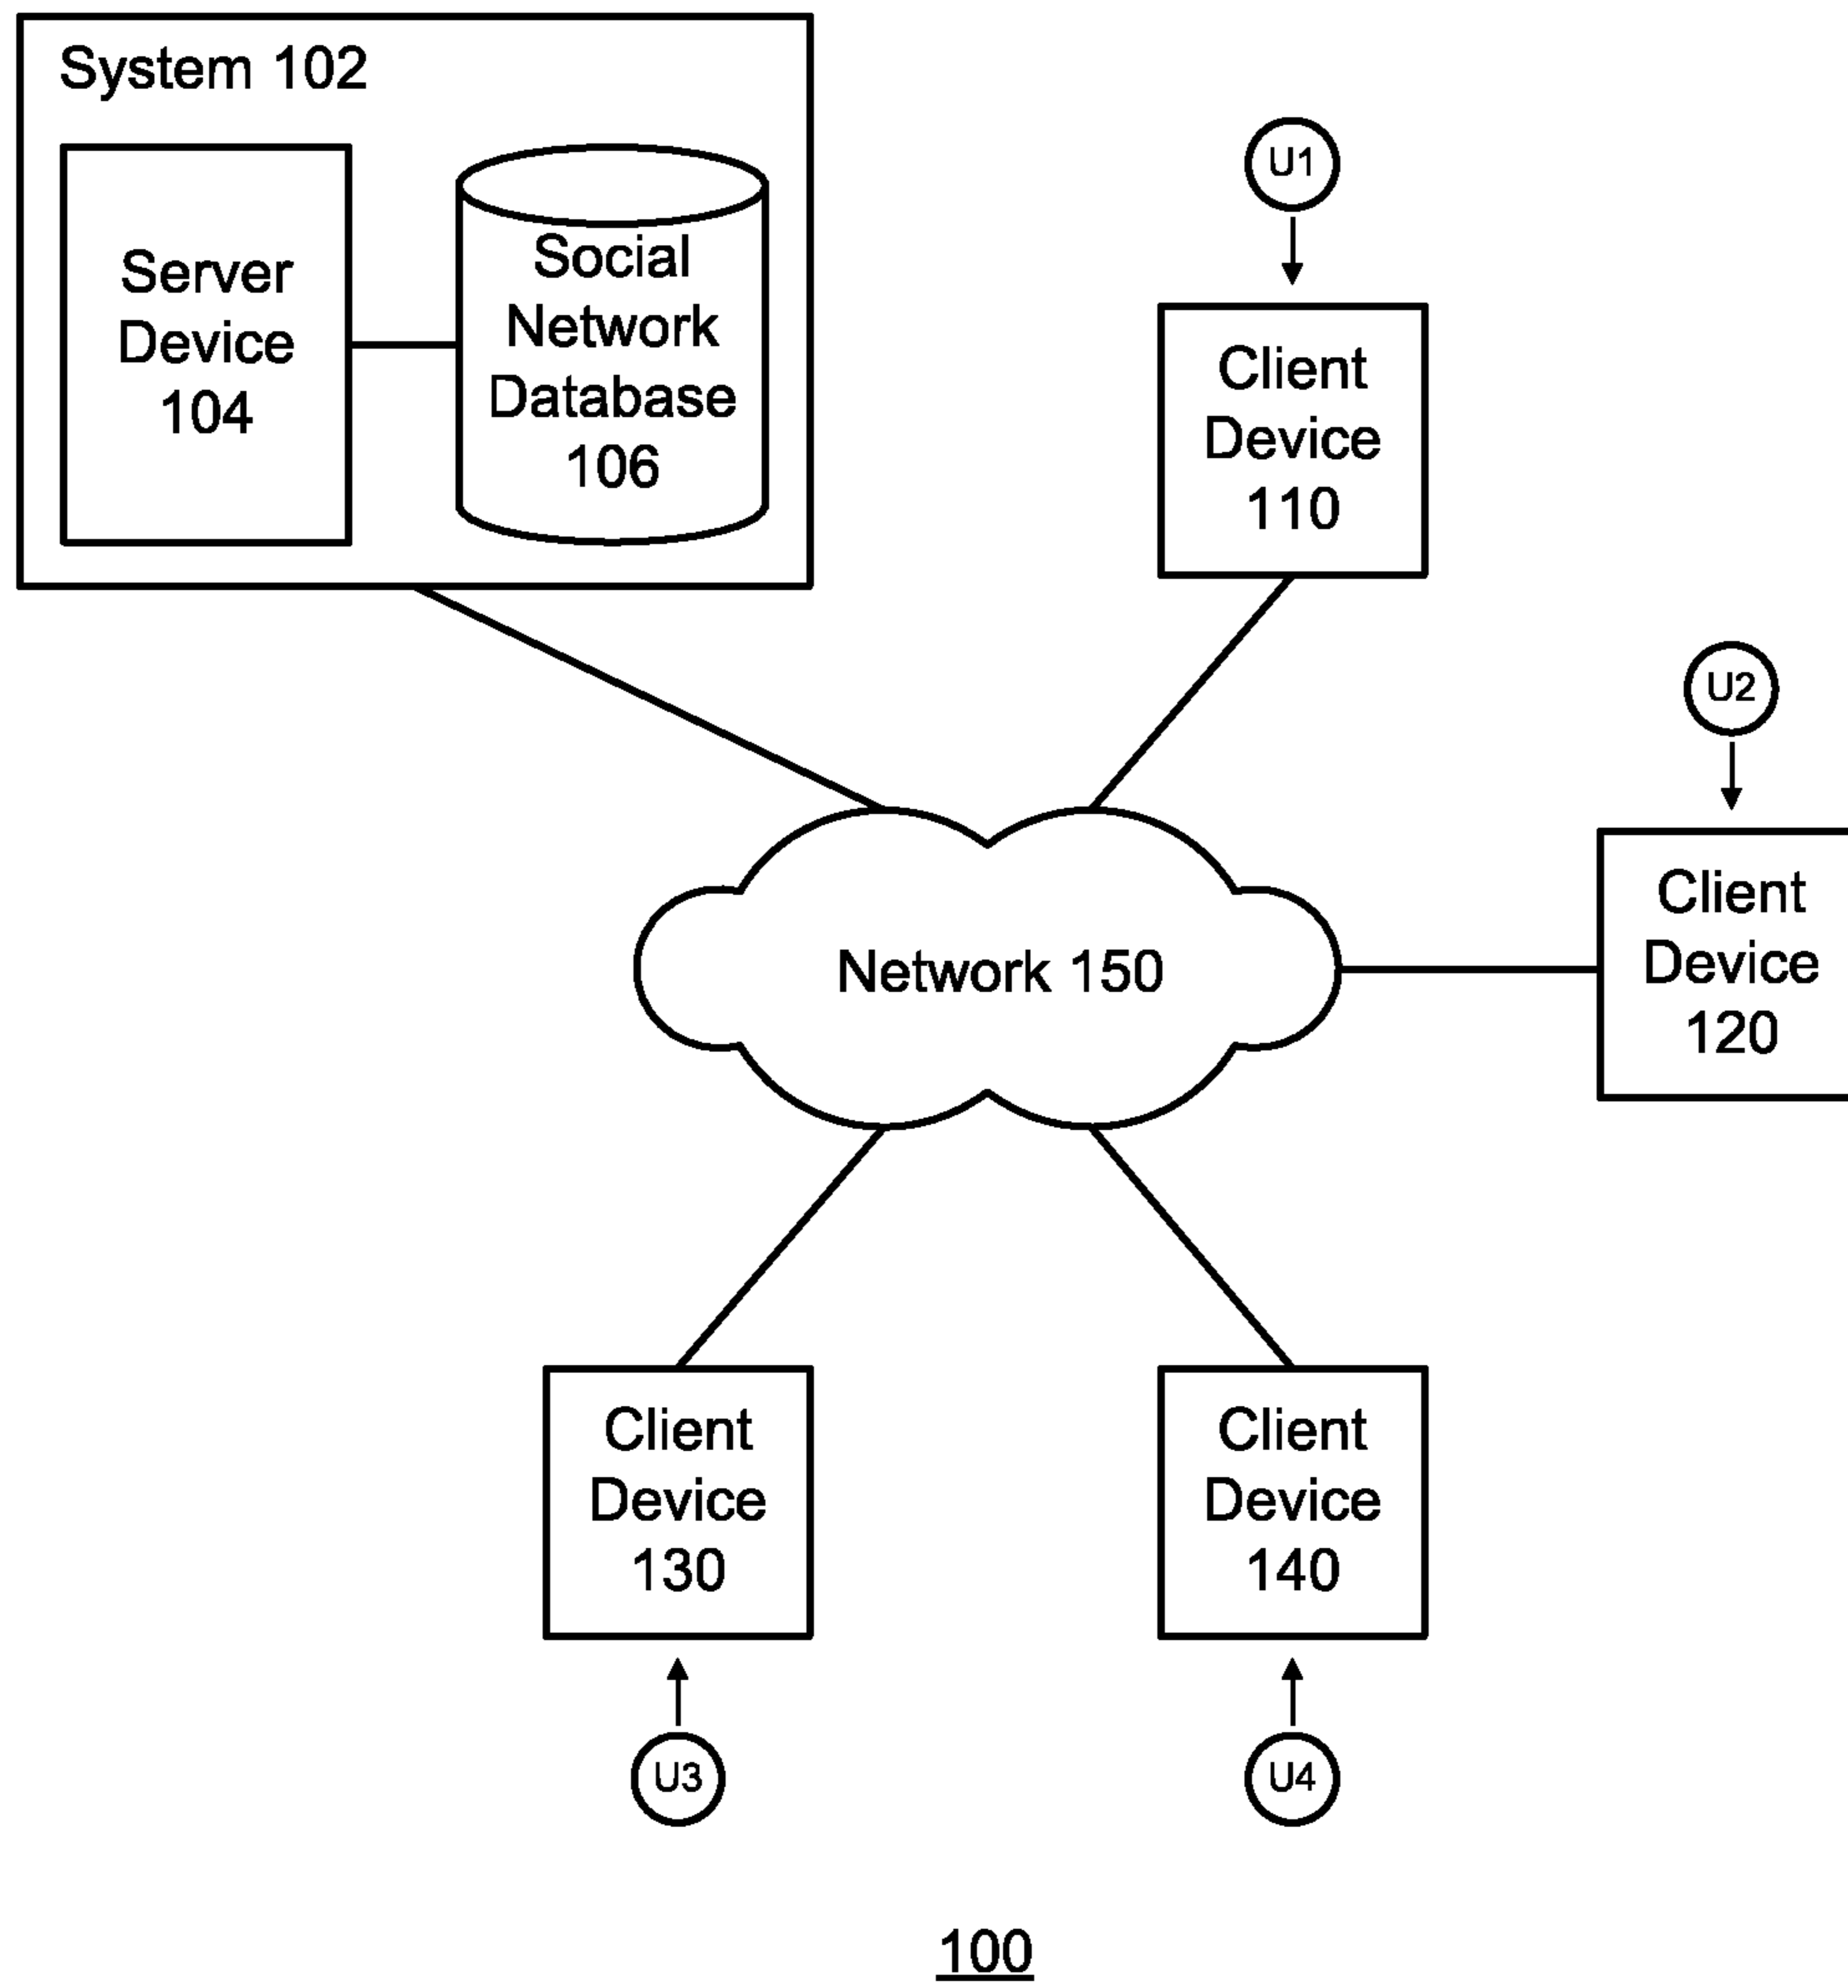 System 102
Server
Device
104
Social
Network
Database
106
U1
Client
Device
110
U2
Client
Device
120
Network 150
Client
Device
130
Client
Device
140
U3
U4
100